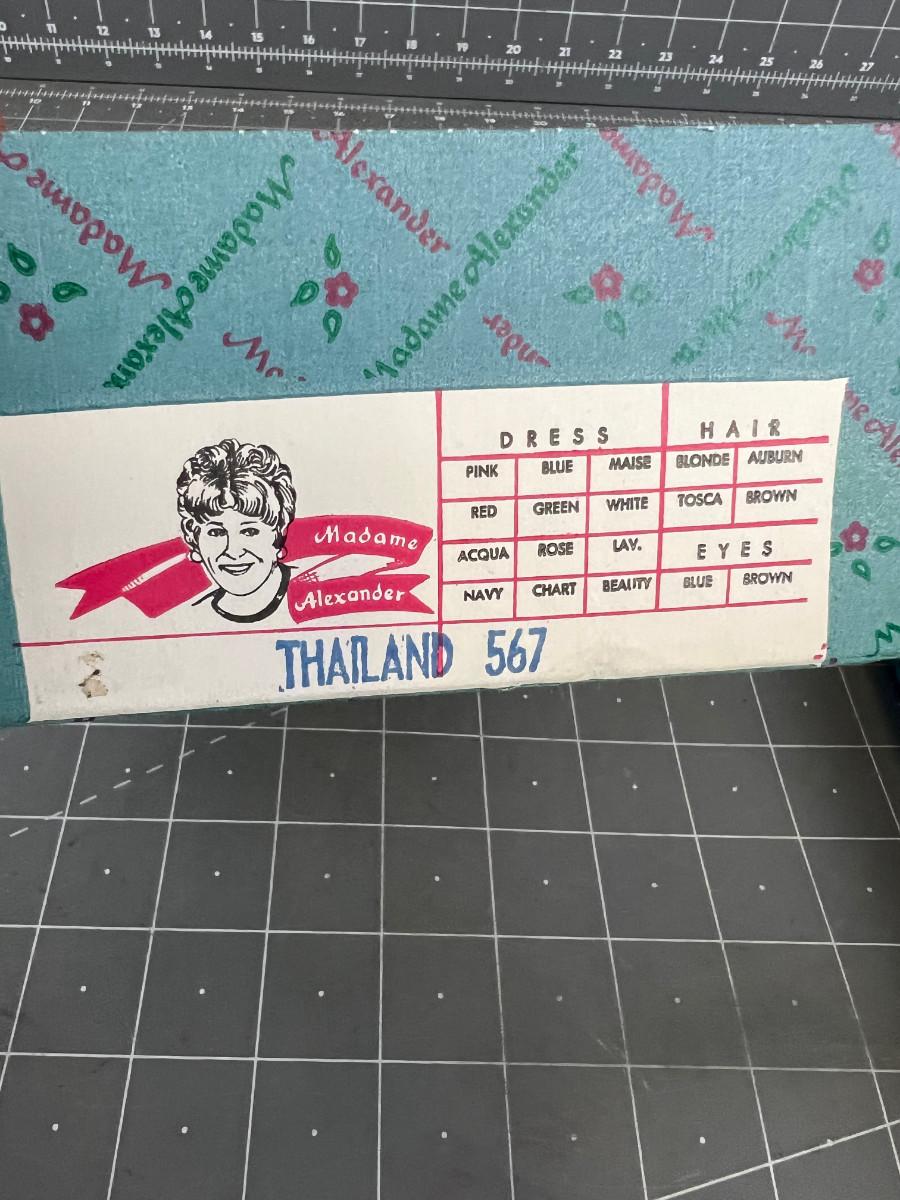 10 11 12 13 14 15 16 17 18 19 20 21 22 23 24 25 26 27
Madame Alexander Madame
Madame Alexander Madame Alexander
Madame
Alexander
DRESS HAIR
PINK BLUE MAISE BLONDE AUBURN
RED GREEN WHITE TOSCA BROWN
ACQUA ROSE LAV. EYES
NAVY CHART BEAUTY BLUE BROWN
THAILAND 567